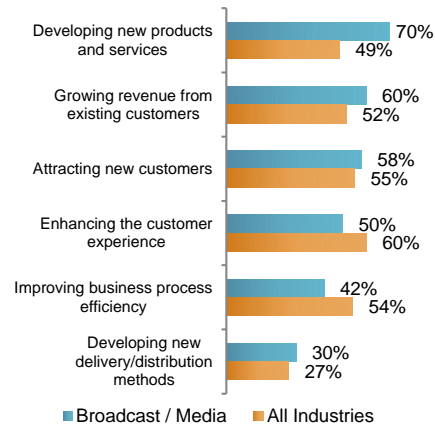 Developing new products
and services
70%
49%
Growing revenue from
existing customers
60%
52%
Attracting new customers
58%
55%
Enhancing the customer
experience
50%
60%
Improving business process
efficiency
42%
54%
Developing new
delivery/distribution
methods
30%
27%
Broadcast / Media
All Industries